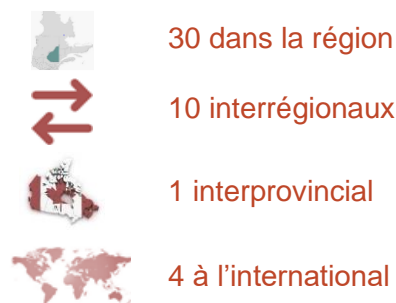 30 dans la région
10 interrégionaux
1 interprovincial
4 à l’international